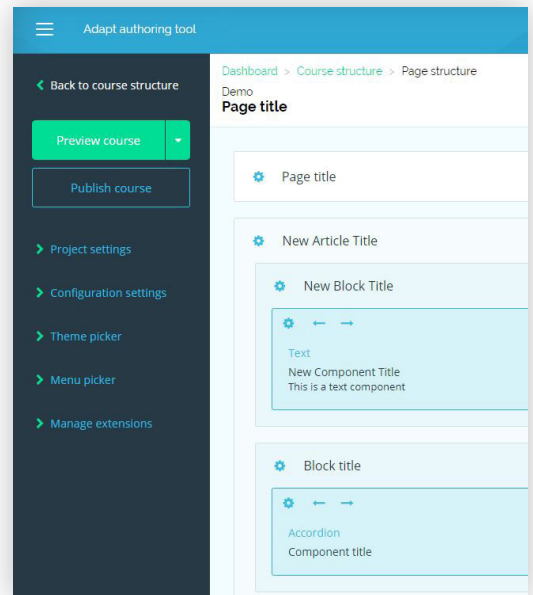 Adapt authoring tool
Back to course structure
Preview course
Publish course
Project settings
Configuration settings
Theme picker
Menu picker
Manage extensions
Dashboard > Course structure > Page structure
Demo
Page title
Page title
New Article Title
New Block Title
Text
New Component Title
This is a text component
Block title
Accordion
Component title